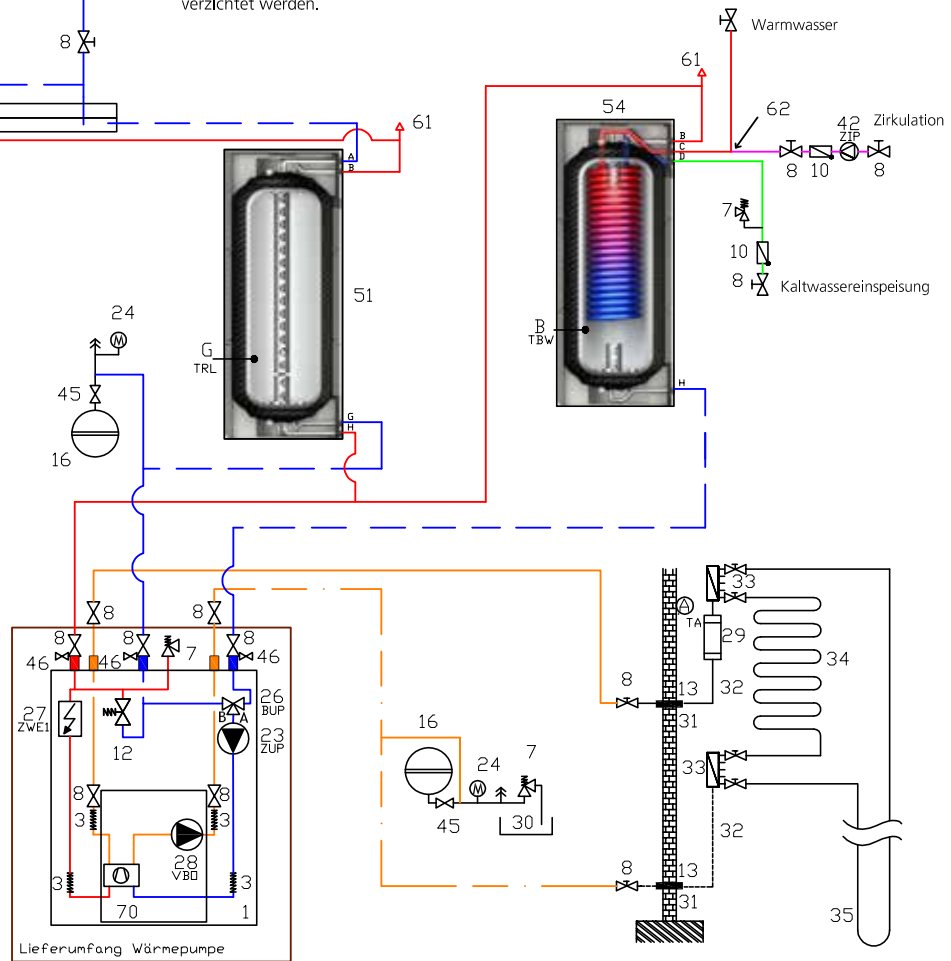 verzichtet werden.
8
Warmwasser
61
54
62
42
ZIP
Zirkulation
61
A
B
B
C
D
8
10
8
7
10
8
Kaltwassereinspeisung
51
24
G
TRL
B
TBW
H
45
16
G
H
8
8
8
8
8
7
46
46
46
26
BUP
B
A
27
ZWE1
12
23
ZUP
8
8
3
3
28
VBO
3
3
70
1
Lieferumfang Wärmepumpe
16
24
7
45
30
A
TA
33
29
34
8
13
32
31
33
32
8
13
31
35